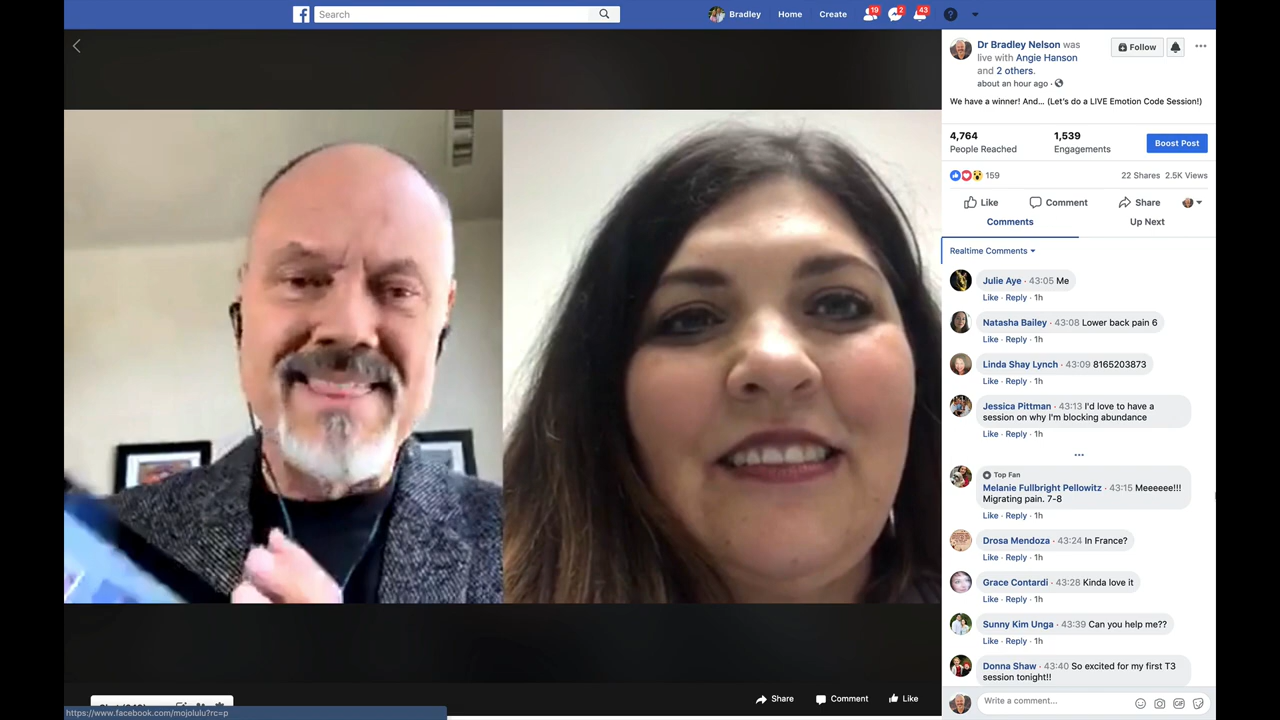 Search
Bradley
Home
Create
19
2
43
Dr Bradley Nelson was
live with Angie Hanson
and 2 others.
about an hour ago ·
Follow
We have a winner! And... (Let's do a LIVE Emotion Code Session!)
4,764
People Reached
1,539
Engagements
Boost Post
159
22 Shares 2.5K Views
Like
Comment
Share
Comments
Up Next
Realtime Comments
Julie Aye · 43:05 Me
Like · Reply · 1h
Natasha Bailey · 43:08 Lower back pain 6
Like · Reply · 1h
Linda Shay Lynch · 43:09 8165203873
Like · Reply · 1h
Jessica Pittman · 43:13 I'd love to have a
session on why I'm blocking abundance
Like · Reply · 1h
Top Fan
Melanie Fullbright Pellowitz · 43:15 Meeeeee!!!
Migrating pain. 7-8
Like · Reply · 1h
Drosa Mendoza · 43:24 In France?
Like · Reply · 1h
Grace Contardi · 43:28 Kinda love it
Like · Reply · 1h
Sunny Kim Unga · 43:39 Can you help me??
Like · Reply · 1h
Donna Shaw · 43:40 So excited for my first T3
session tonight!!
Write a comment...
GIF
Share
Comment
Like
https://www.facebook.com/mojolulu?rc=p